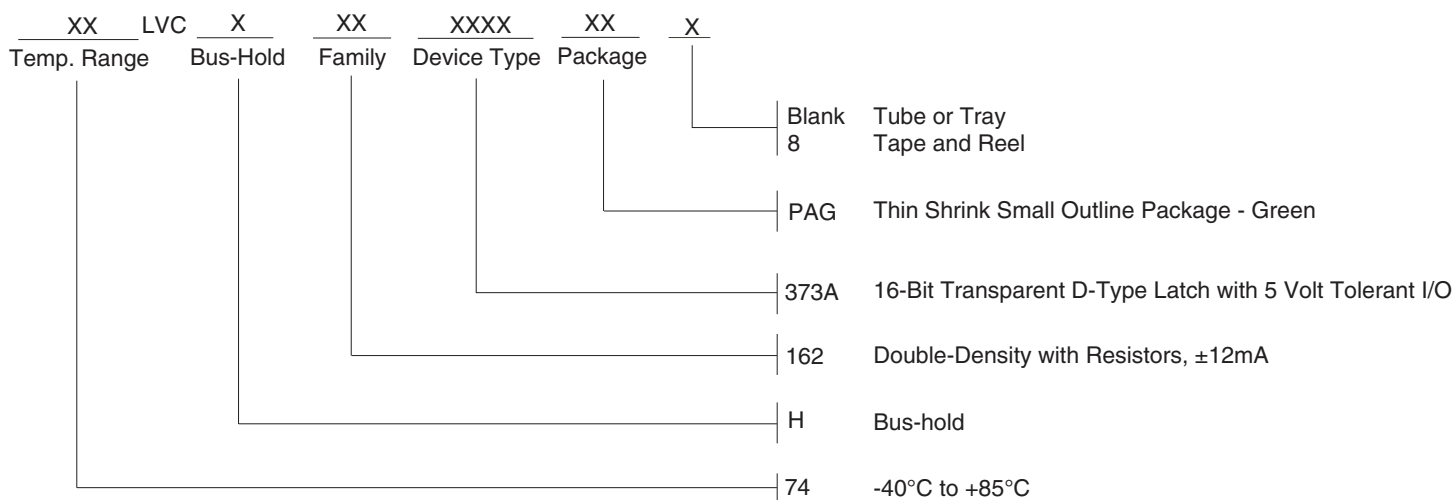 XX LVC X XX XXXX XX X
Temp. Range Bus-Hold Family Device Type Package
Blank Tube or Tray
8 Tape and Reel
PAG Thin Shrink Small Outline Package - Green
373A 16-Bit Transparent D-Type Latch with 5 Volt Tolerant I/O
162 Double-Density with Resistors, ±12mA
H Bus-hold
74 -40°C to +85°C